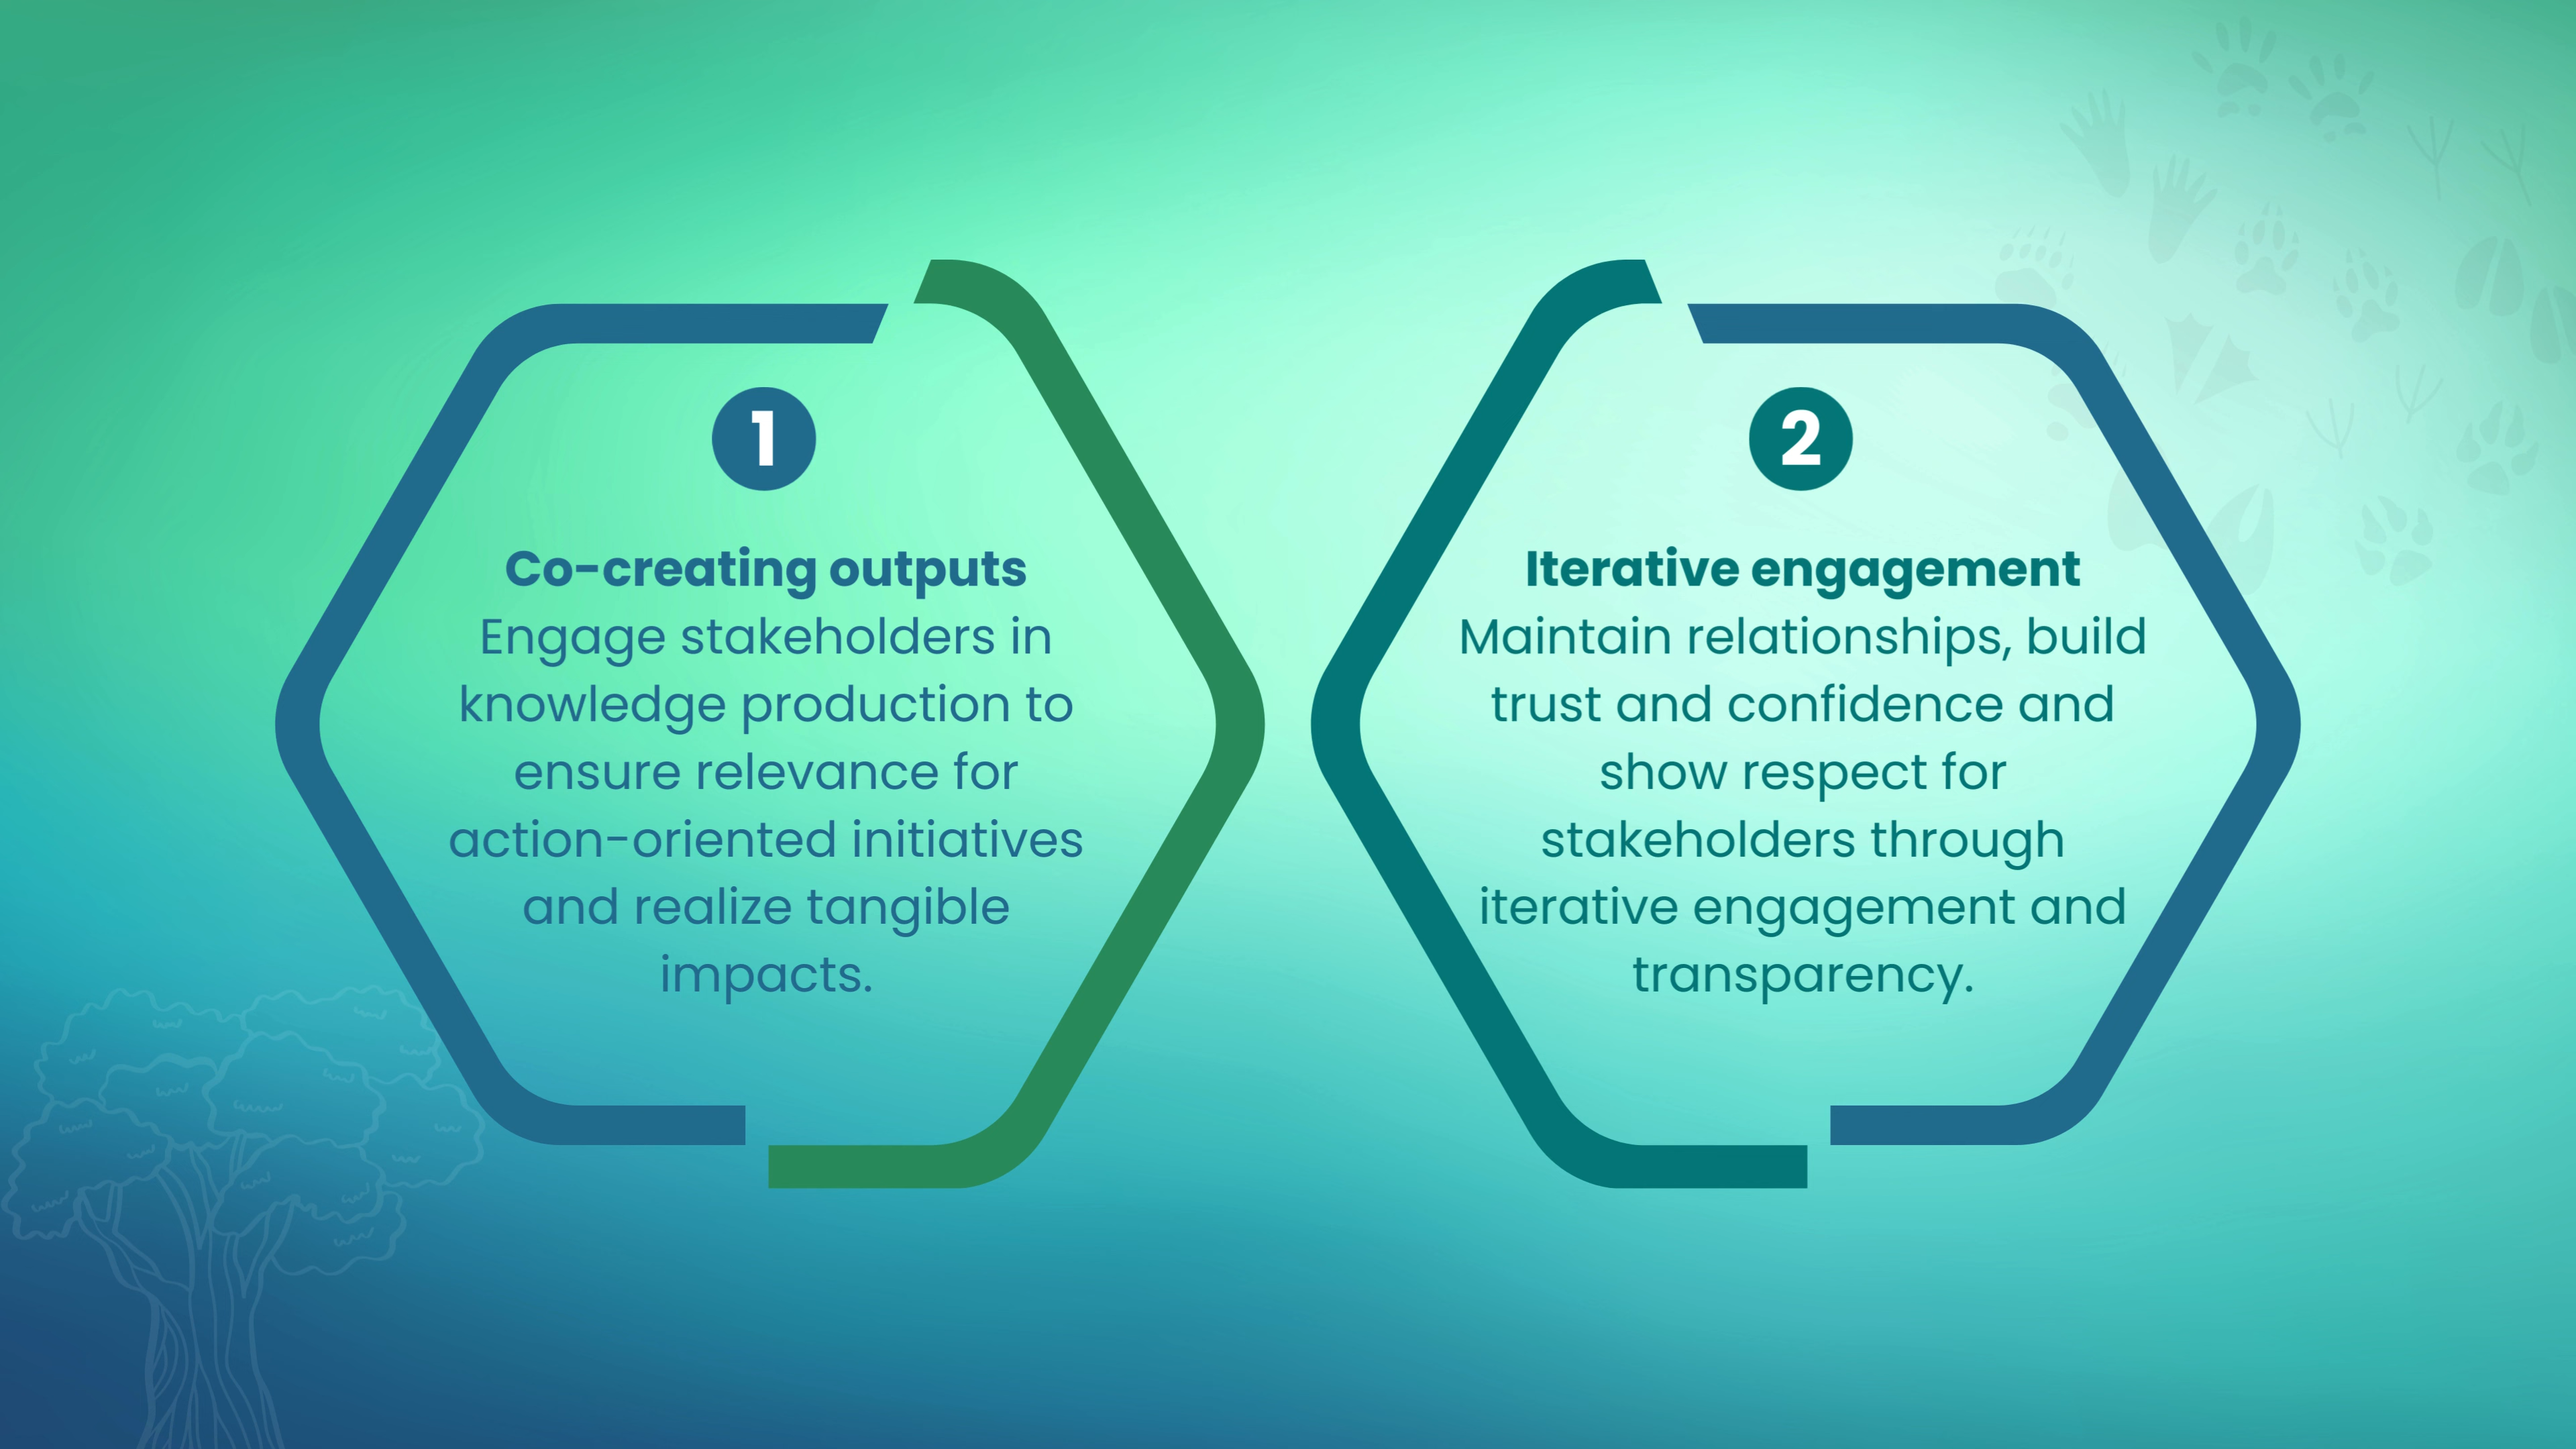 1
Co-creating outputs
Engage stakeholders in
knowledge production to
ensure relevance for
action-oriented initiatives
and realize tangible
impacts.
2
Iterative engagement
Maintain relationships, build
trust and confidence and
show respect for
stakeholders through
iterative engagement and
transparency.